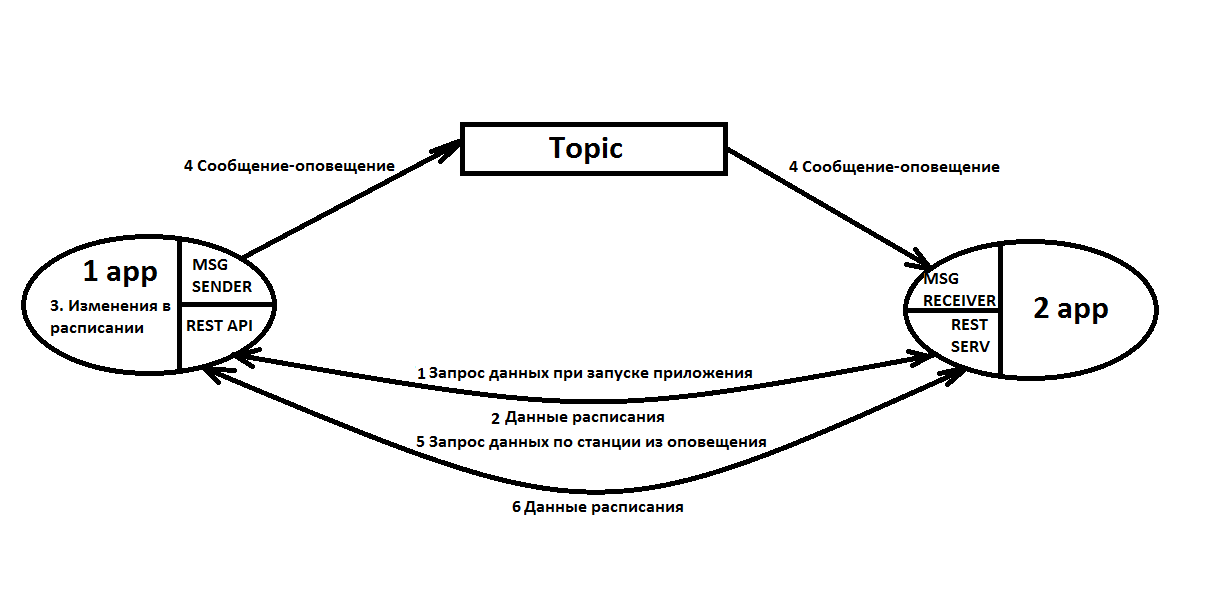 Topic
4 Сообщение-оповещение
4 Сообщение-оповещение
1 app
3. Изменения в
расписании
MSG
SENDER
REST API
MSG
RECEIVER
REST
SERV
2 app
1 Запрос данных при запуске приложения
2 Данные расписания
5 Запрос данных по станции из оповещения
6 Данные расписания